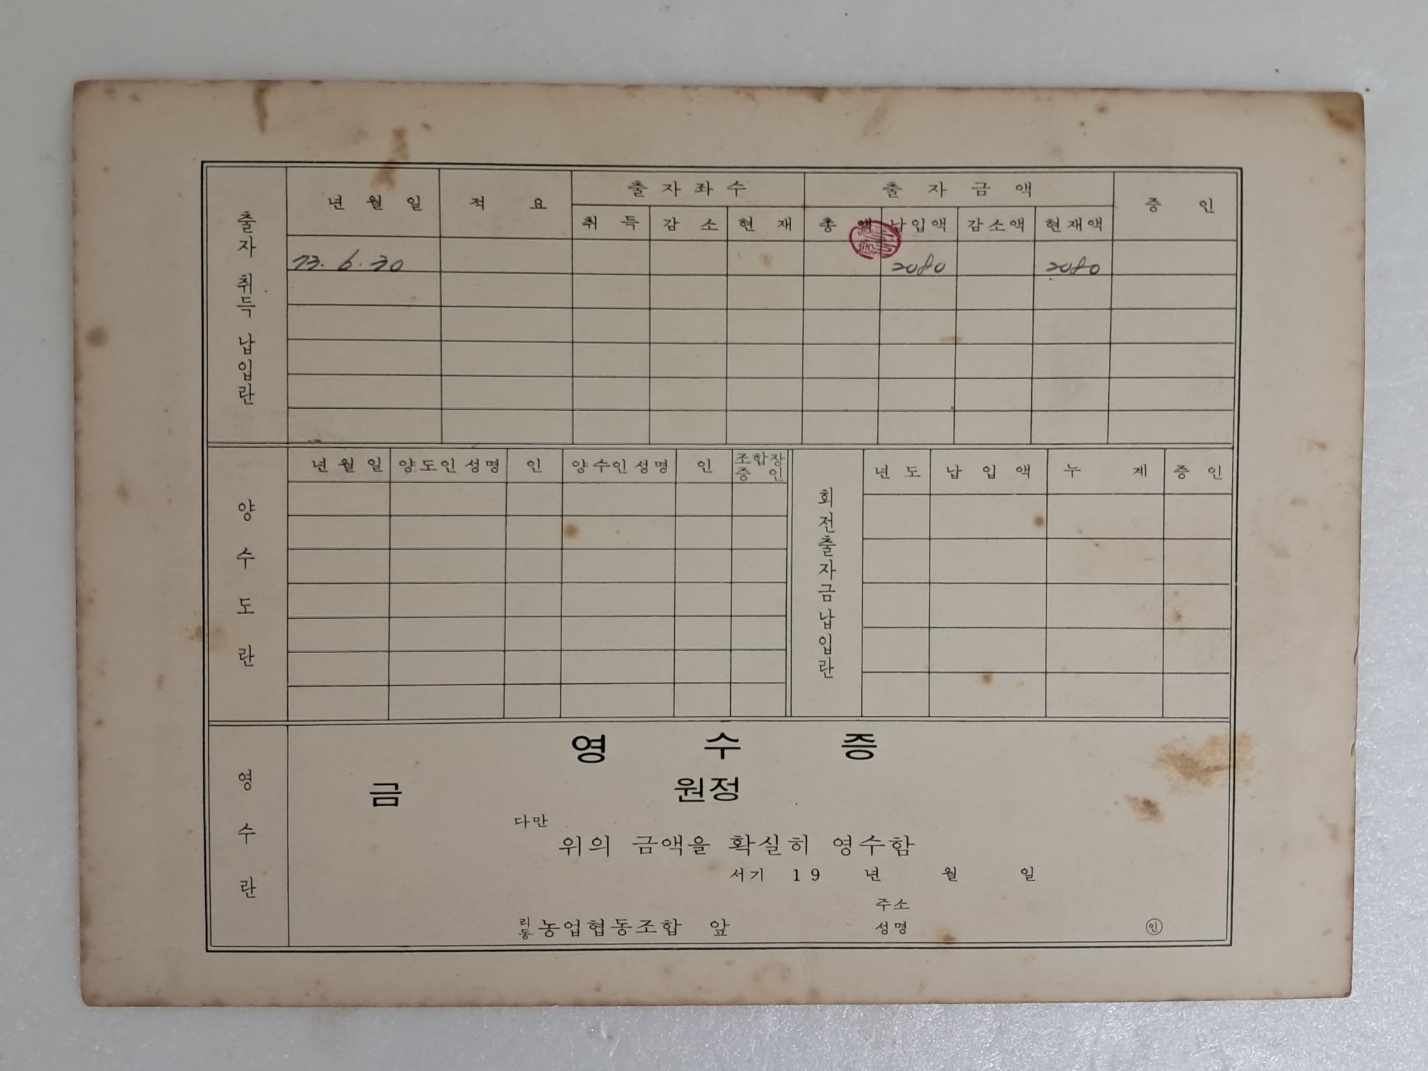 출자취득납입란
년 월 일 적 요 출자좌수 출자금액 증 인
취 득 감 소 현 재 총 액 납입액 감소액 현재액
73. 6. 30 2080 2080
양수도란
년월일 양도인성명 인 양수인성명 인 조합장 증인
회전출자금납입란
년도 납입액 누계 증인
영수란
영 수 증
금 원정
다만
위의 금액을 확실히 영수함
서기 19 년 월 일
주소
리동 농업협동조합 앞 성명 인